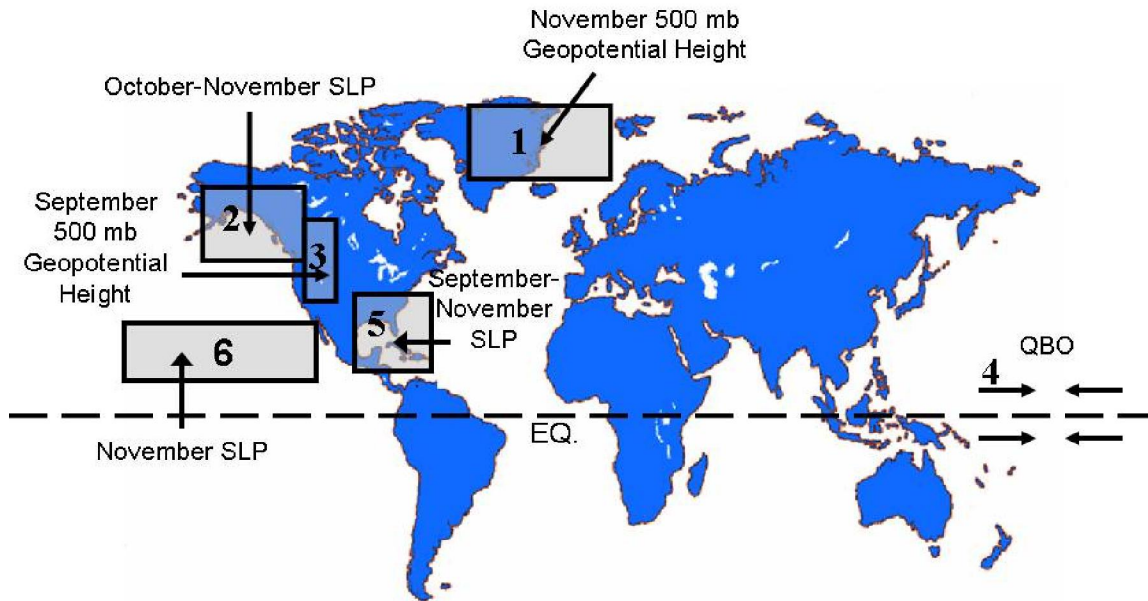 November 500 mb
Geopotential Height
October-November SLP
1
September
500 mb
Geopotential
Height
2
3
September-
November
SLP
5
6
QBO
4
EQ.
November SLP